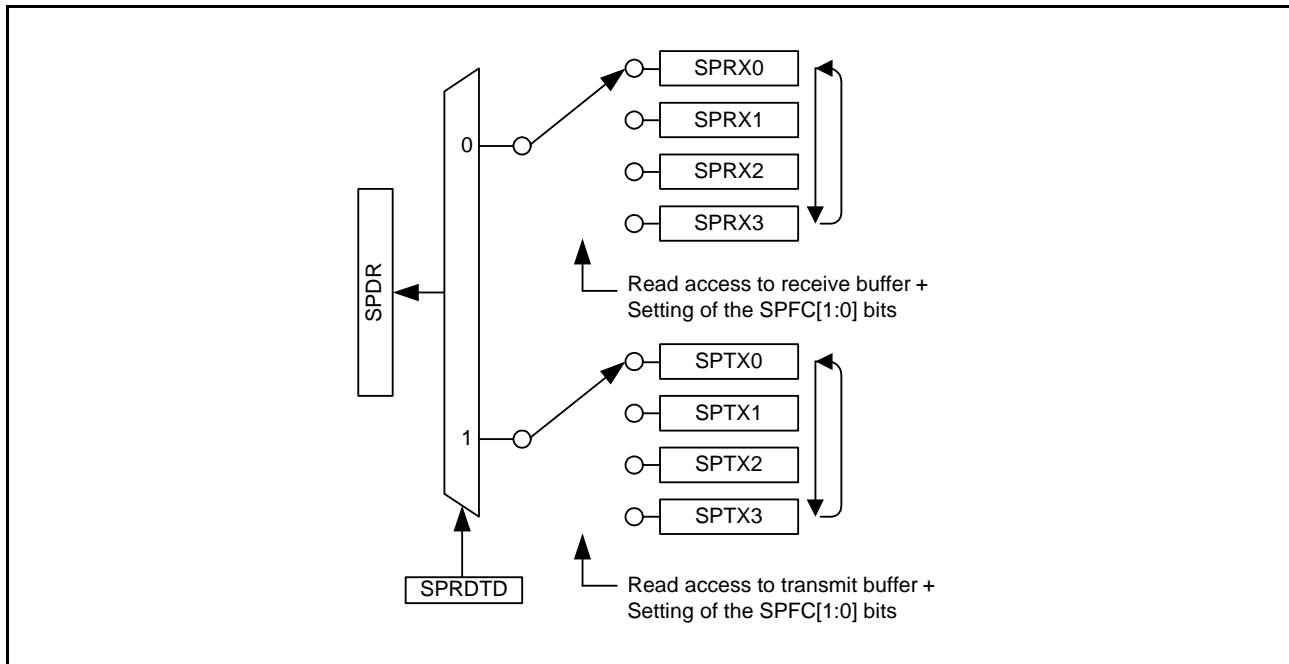 SPRX0
SPRX1
0
SPRX2
SPRX3
SPDR
Read access to receive buffer +
Setting of the SPFC[1:0] bits
SPTX0
SPTX1
1
SPTX2
SPTX3
SPRDTD
Read access to transmit buffer +
Setting of the SPFC[1:0] bits